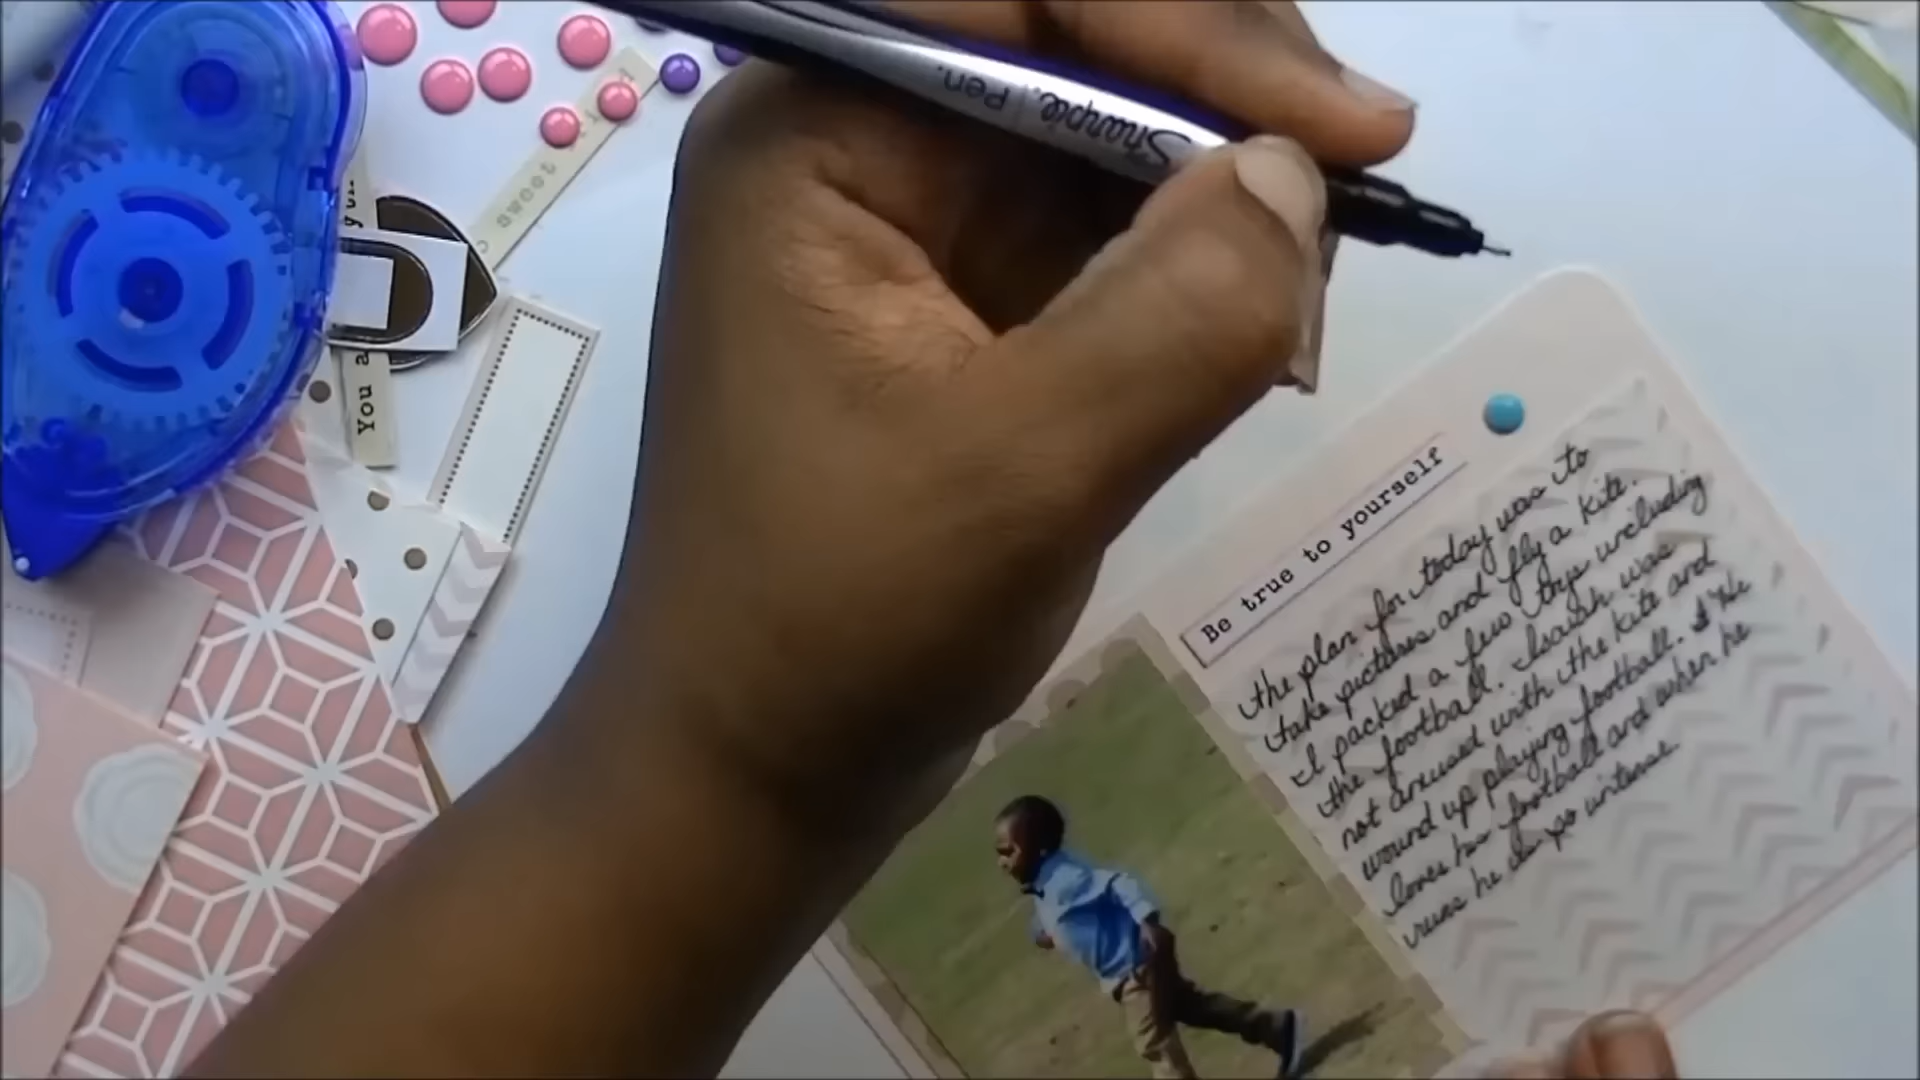 Sharpie. Pen.
You a
Be true to yourself
the plan for today was to
take pictures and fly a kite.
I packed a few toys including
the football. Isaiah was
not amused with the kite and
wound up playing football. He
loves his football and when he
runs he is so intense.